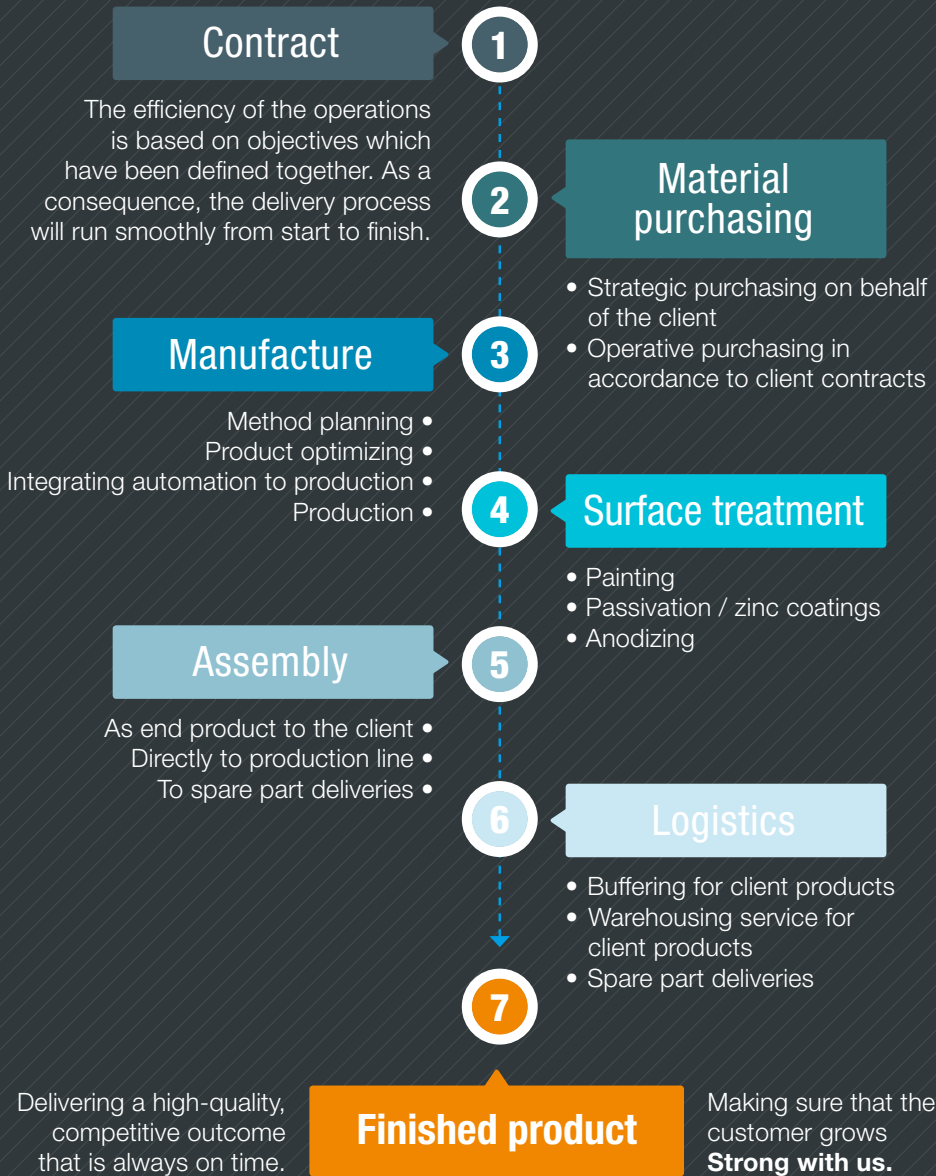 Contract
1
The efficiency of the operations
is based on objectives which
have been defined together. As a
consequence, the delivery process
will run smoothly from start to finish.
2
Material
purchasing
• Strategic purchasing on behalf
of the client
• Operative purchasing in
accordance to client contracts
Manufacture
3
Method planning •
Product optimizing •
Integrating automation to production •
Production •
4
Surface treatment
• Painting
• Passivation / zinc coatings
• Anodizing
Assembly
5
As end product to the client •
Directly to production line •
To spare part deliveries •
6
Logistics
• Buffering for client products
• Warehousing service for
client products
• Spare part deliveries
7
Delivering a high-quality,
competitive outcome
that is always on time.
Finished product
Making sure that the
customer grows
Strong with us.